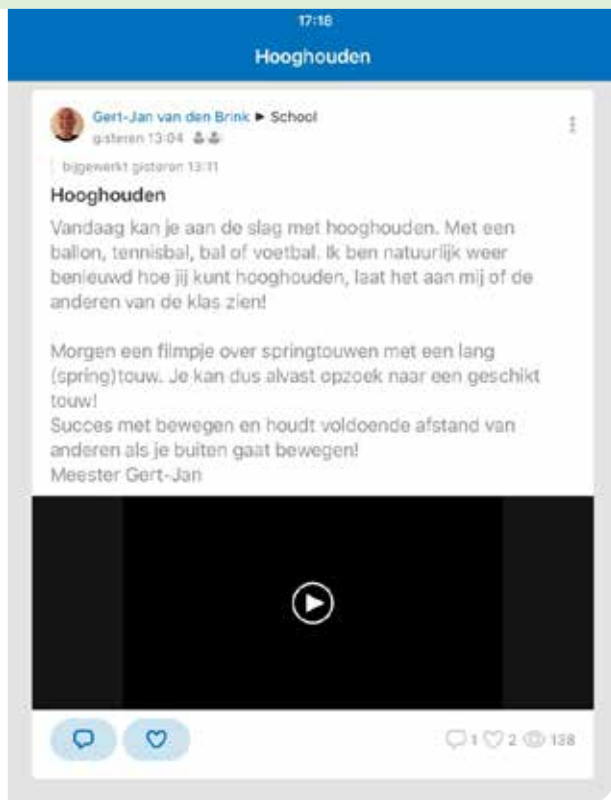 17:18
Hooghouden
Gert-Jan van den Brink ▶ School
gisteren 13:04
bijgewerkt gisteren 13:11
Hooghouden
Vandaag kan je aan de slag met hooghouden. Met een
ballon, tennisbal, bal of voetbal. Ik ben natuurlijk weer
benieuwd hoe jij kunt hooghouden, laat het aan mij of de
anderen van de klas zien!
Morgen een filmpje over springtouwen met een lang
(spring)touw. Je kan dus alvast opzoek naar een geschikt
touw!
Succes met bewegen en houdt voldoende afstand van
anderen als je buiten gaat bewegen!
Meester Gert-Jan
1 2 138